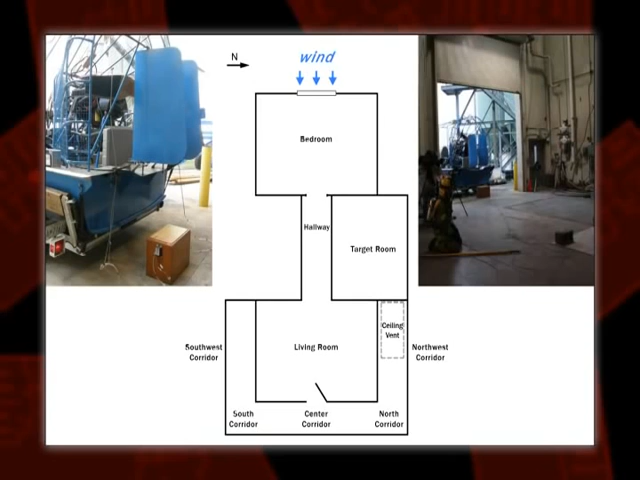 N
wind
Bedroom
Hallway
Target Room
Ceiling
Vent
Southwest
Corridor
Living Room
Northwest
Corridor
South
Corridor
Center
Corridor
North
Corridor